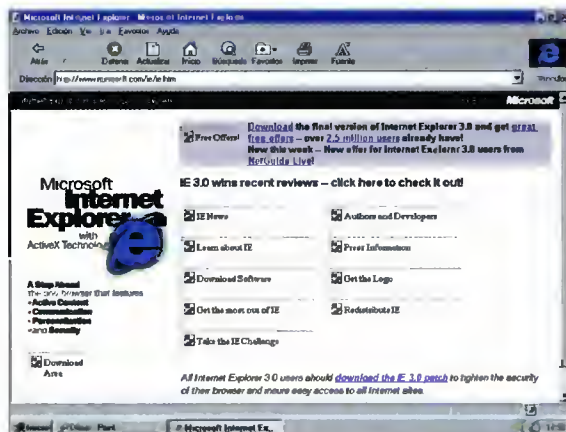 Microsoft Internet Explorer
Archivo Edición Ver Ir a Favoritos Ayuda
Atrás Detener Actualizar Inicio Búsqueda Favoritos Imprimir Fuente
Dirección
Microsoft
Free Offers!
Download the final version of Internet Explorer 3.0 and get great
free offers – over 2.5 million users already have!
New this week – New offer for Internet Explorer 3.0 users from
NetGuide Live!
Microsoft
Internet
Explorer
with
ActiveX Technology
IE 3.0 wins recent reviews – click here to check it out!
IE News
Authors and Developers
Learn about IE
Press Information
Download Software
Get the Logo
Get the most out of IE
Redistribute IE
Take the IE Challenge
A Step Ahead
the only browser that features
•Active Content
•Communication
•Personalization
•and Security
Download
Area
All Internet Explorer 3.0 users should download the IE 3.0 patch to tighten the security
of their browser and insure easy access to all Internet sites.
Microsoft Internet Ex...